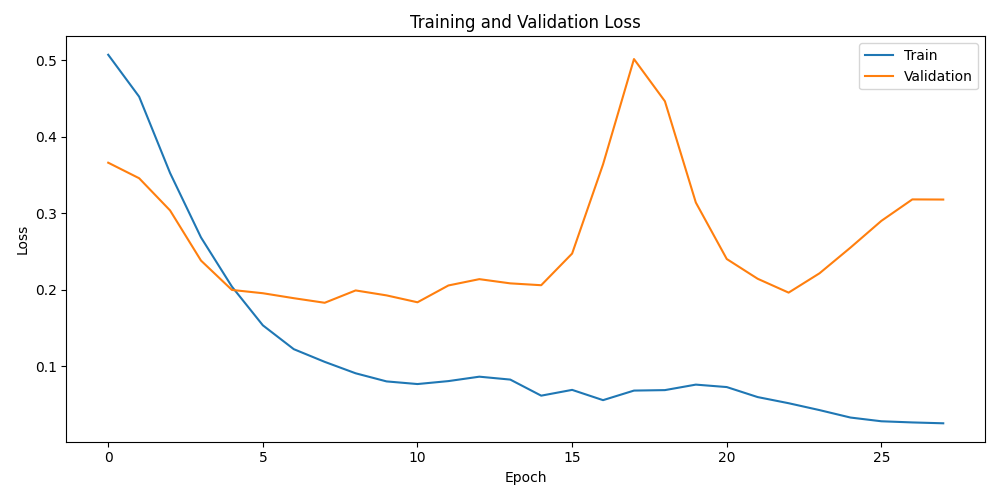 Training and Validation Loss
Train
Validation
0.5
0.4
0.3
0.2
0.1
Loss
0 5 10 15 20 25
Epoch